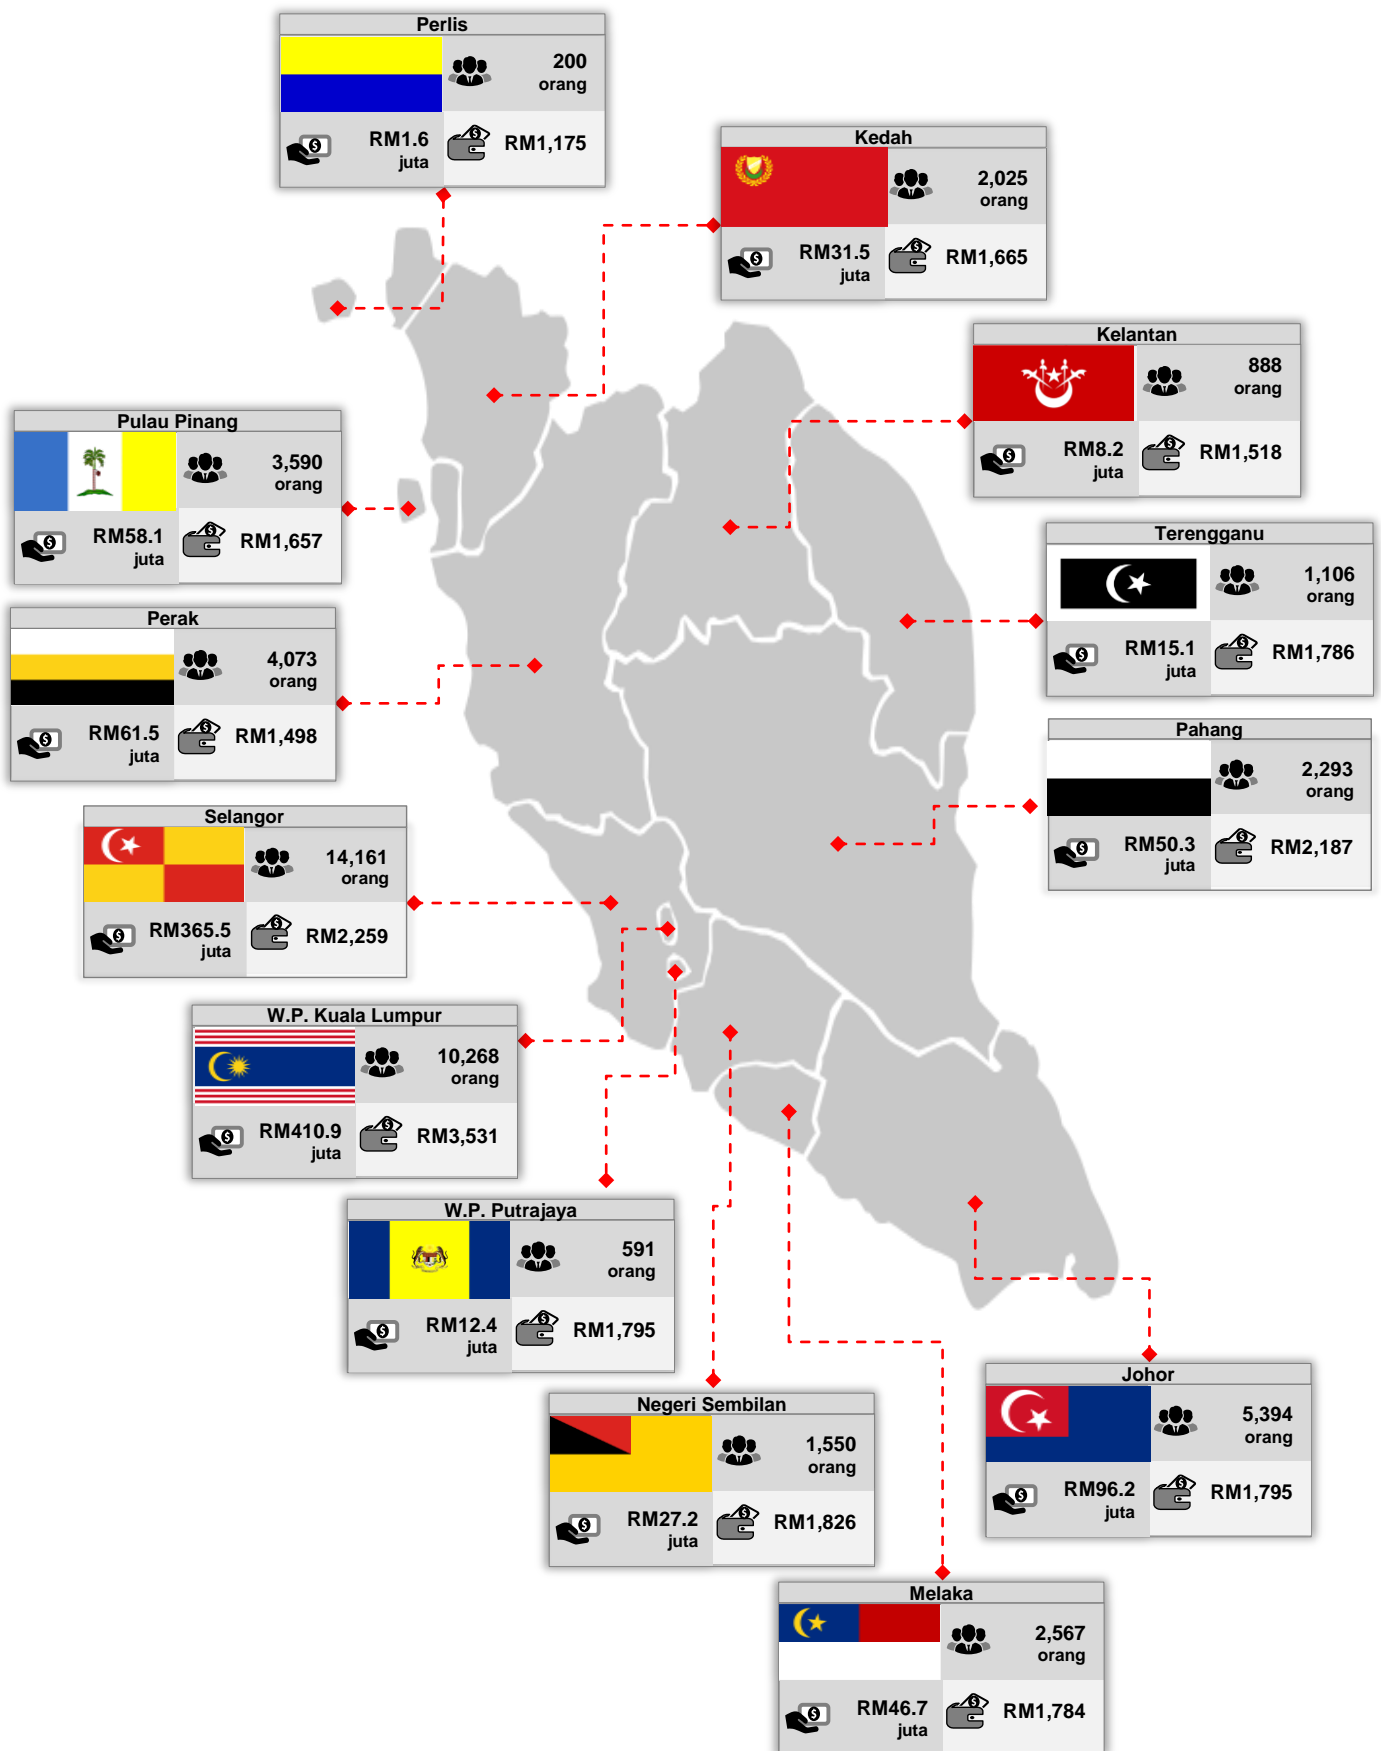 Perlis
200
orang
RM1.6
juta
RM1,175
Kedah
2,025
orang
RM31.5
juta
RM1,665
Kelantan
888
orang
RM8.2
juta
RM1,518
Pulau Pinang
3,590
orang
RM58.1
juta
RM1,657
Terengganu
1,106
orang
RM15.1
juta
RM1,786
Perak
4,073
orang
RM61.5
juta
RM1,498
Pahang
2,293
orang
RM50.3
juta
RM2,187
Selangor
14,161
orang
RM365.5
juta
RM2,259
W.P. Kuala Lumpur
10,268
orang
RM410.9
juta
RM3,531
W.P. Putrajaya
591
orang
RM12.4
juta
RM1,795
Johor
5,394
orang
RM96.2
juta
RM1,795
Negeri Sembilan
1,550
orang
RM27.2
juta
RM1,826
Melaka
2,567
orang
RM46.7
juta
RM1,784